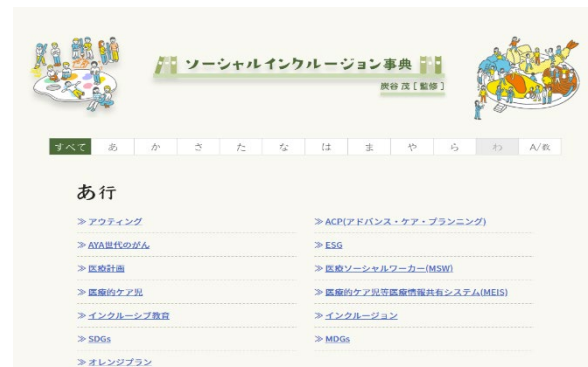 ソーシャルインクルージョン事典
炭谷 茂[監修]
すべて あ か さ た な は ま や ら わ A/数
あ行
≫ アウティング
≫ ACP(アドバンス・ケア・プランニング)
≫ AYA世代のがん
≫ ESG
≫ 医療計画
≫ 医療ソーシャルワーカー(MSW)
≫ 医療的ケア児
≫ 医療的ケア児等医療情報共有システム(MEIS)
≫ インクルーシブ教育
≫ インクルージョン
≫ SDGs
≫ MDGs
≫ オレンジプラン